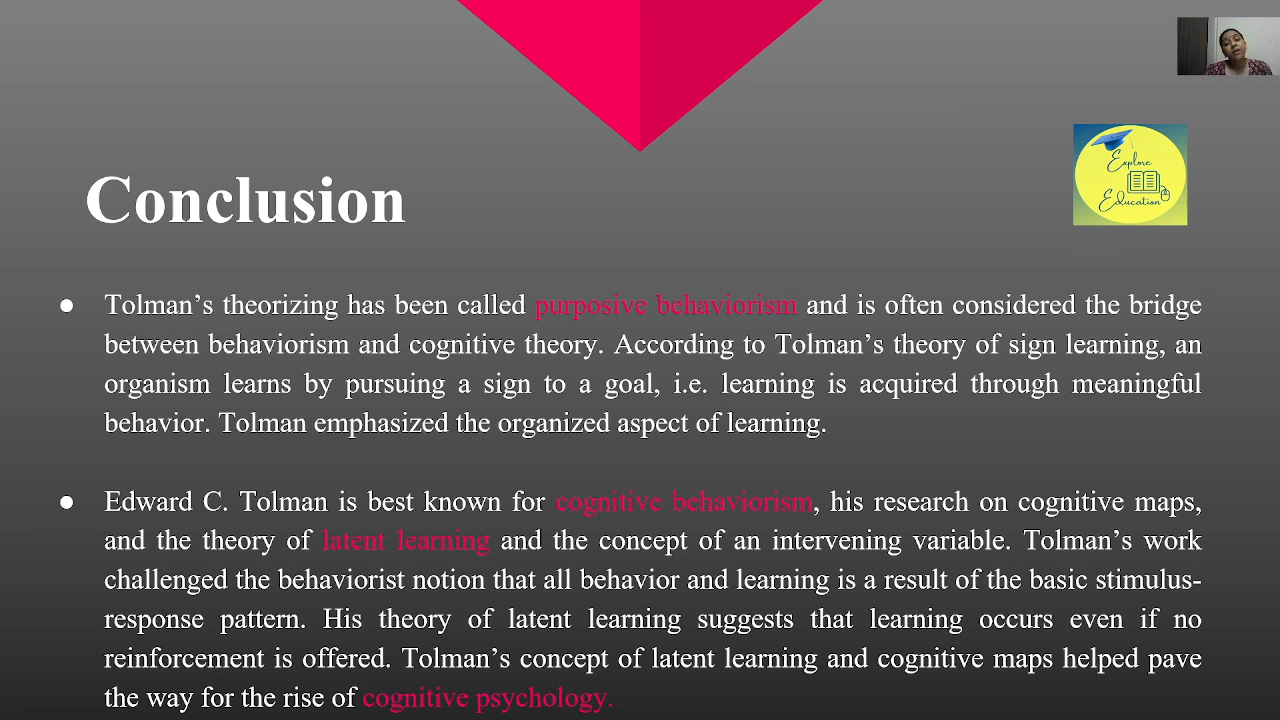 Explore
Education
Conclusion
● Tolman’s theorizing has been called purposive behaviorism and is often considered the bridge
between behaviorism and cognitive theory. According to Tolman’s theory of sign learning, an
organism learns by pursuing a sign to a goal, i.e. learning is acquired through meaningful
behavior. Tolman emphasized the organized aspect of learning.
● Edward C. Tolman is best known for cognitive behaviorism, his research on cognitive maps,
and the theory of latent learning and the concept of an intervening variable. Tolman’s work
challenged the behaviorist notion that all behavior and learning is a result of the basic stimulus-
response pattern. His theory of latent learning suggests that learning occurs even if no
reinforcement is offered. Tolman’s concept of latent learning and cognitive maps helped pave
the way for the rise of cognitive psychology.